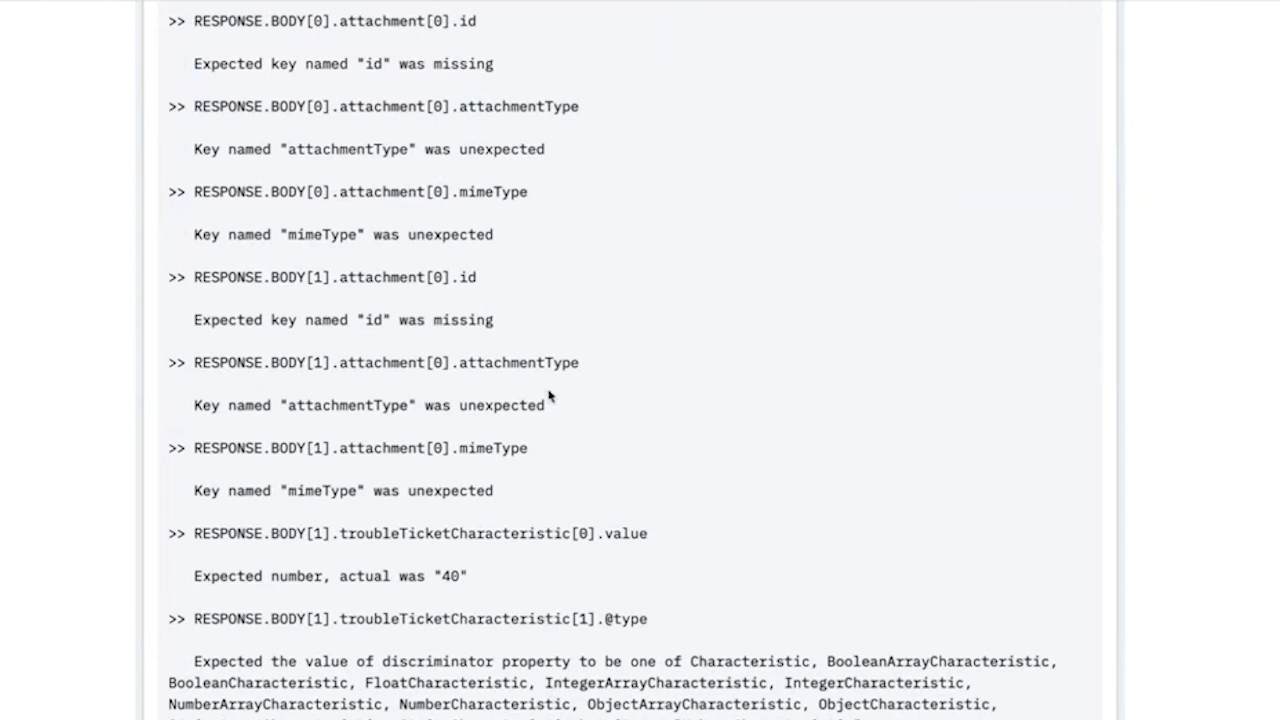 >> RESPONSE.BODY[0].attachment[0].id
Expected key named "id" was missing
>> RESPONSE.BODY[0].attachment[0].attachmentType
Key named "attachmentType" was unexpected
>> RESPONSE.BODY[0].attachment[0].mimeType
Key named "mimeType" was unexpected
>> RESPONSE.BODY[1].attachment[0].id
Expected key named "id" was missing
>> RESPONSE.BODY[1].attachment[0].attachmentType
Key named "attachmentType" was unexpected
>> RESPONSE.BODY[1].attachment[0].mimeType
Key named "mimeType" was unexpected
>> RESPONSE.BODY[1].troubleTicketCharacteristic[0].value
Expected number, actual was "40"
>> RESPONSE.BODY[1].troubleTicketCharacteristic[1].@type
Expected the value of discriminator property to be one of Characteristic, BooleanArrayCharacteristic,
BooleanCharacteristic, FloatCharacteristic, IntegerArrayCharacteristic, IntegerCharacteristic,
NumberArrayCharacteristic, NumberCharacteristic, ObjectArrayCharacteristic, ObjectCharacteristic,